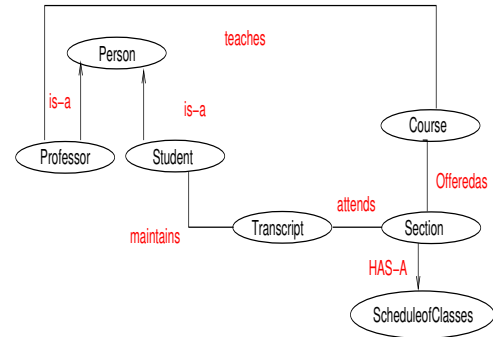 teaches
Person
is-a
is-a
Course
Professor
Student
Offeredas
attends
maintains
Transcript
Section
HAS-A
ScheduleofClasses